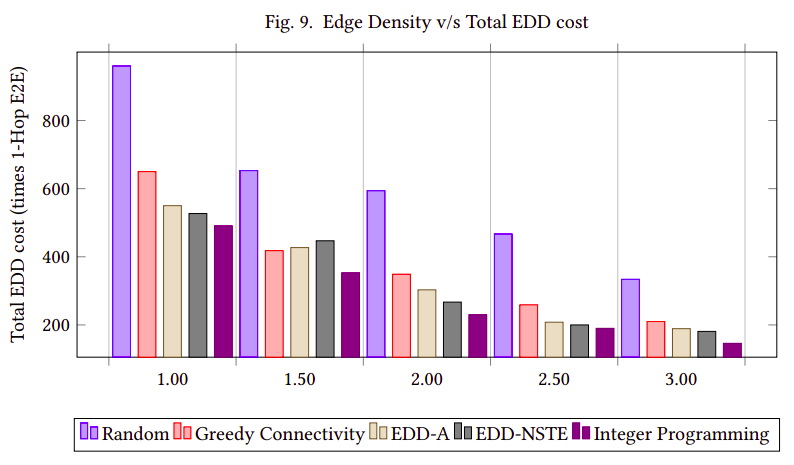 Fig. 9. Edge Density v/s Total EDD cost
Total EDD cost (times 1-Hop E2E)
800
600
400
200
1.00 1.50 2.00 2.50 3.00
Random Greedy Connectivity EDD-A EDD-NSTE Integer Programming